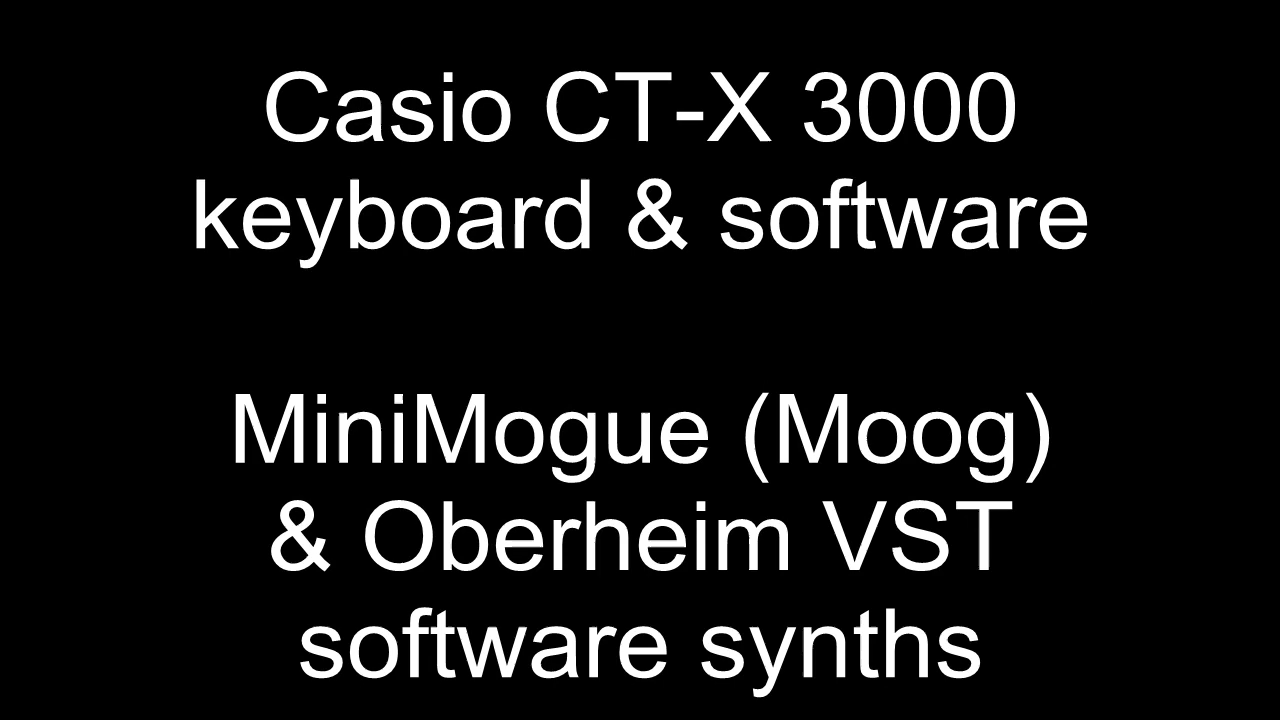 Casio CT-X 3000
keyboard & software
MiniMogue (Moog)
& Oberheim VST
software synths